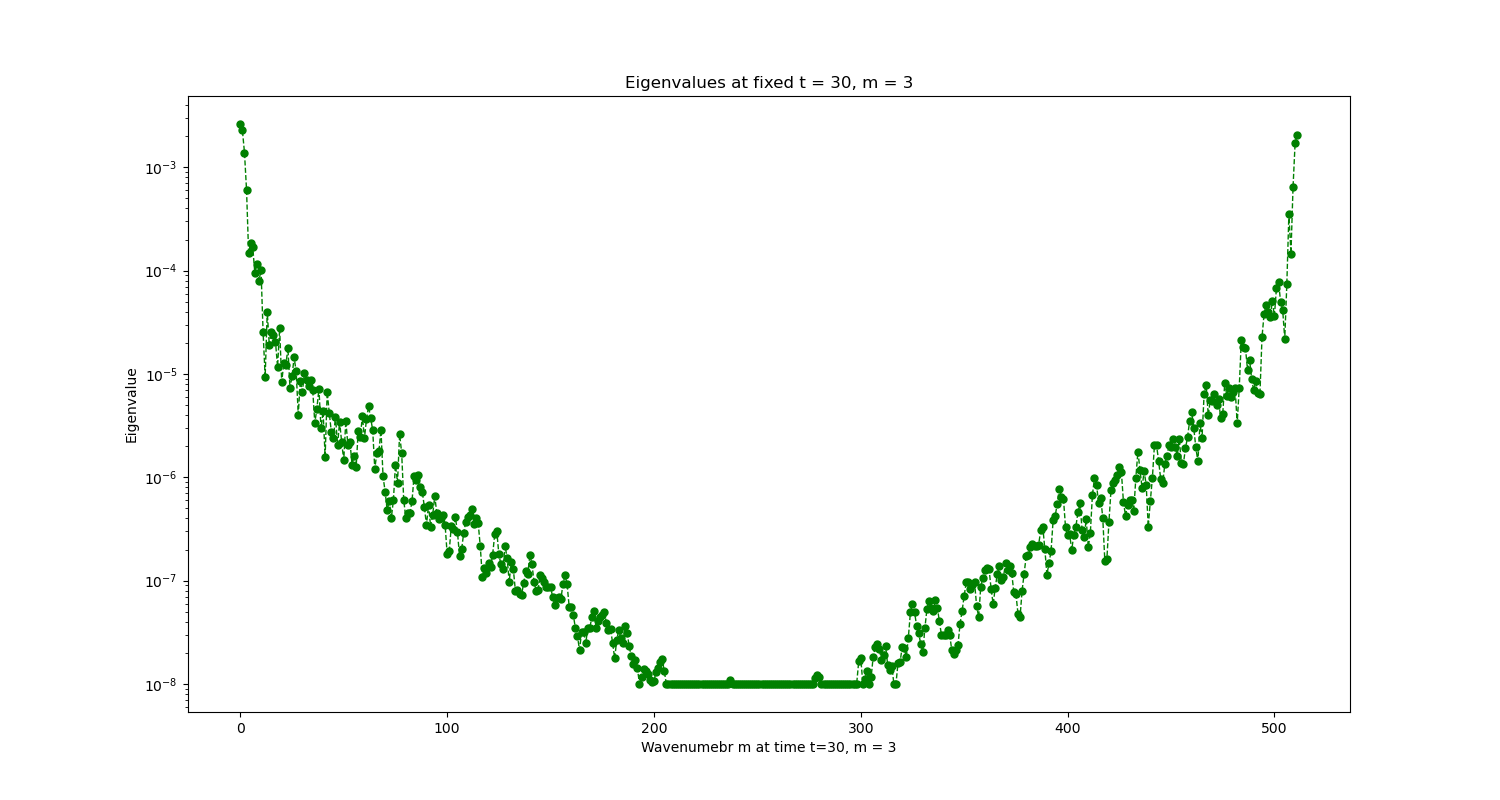 Eigenvalues at fixed t = 30, m = 3
Eigenvalue
10⁻³
10⁻⁴
10⁻⁵
10⁻⁶
10⁻⁷
10⁻⁸
0 100 200 300 400 500
Wavenumebr m at time t=30, m = 3